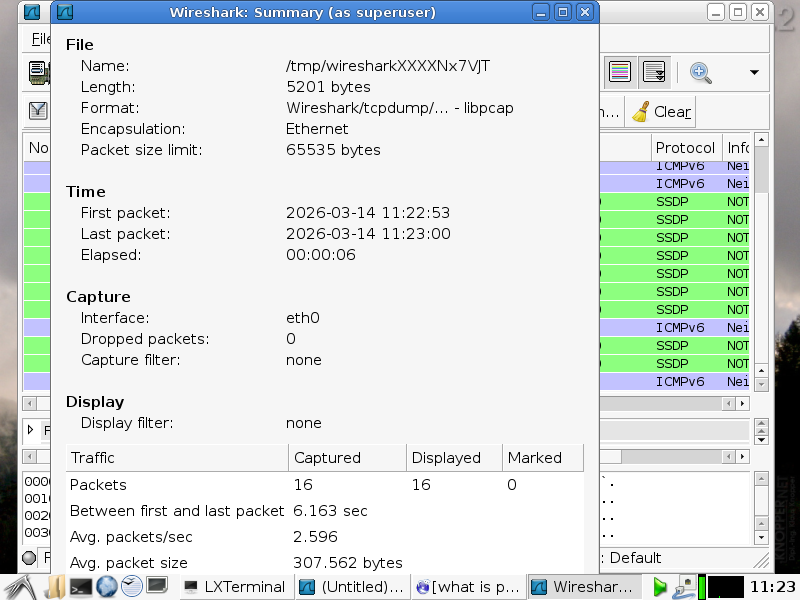 Wireshark: Summary (as superuser)
File
Name: /tmp/wiresharkXXXXNx7VJT
Length: 5201 bytes
Format: Wireshark/tcpdump/... - libpcap
Encapsulation: Ethernet
Packet size limit: 65535 bytes
Time
First packet: 2026-03-14 11:22:53
Last packet: 2026-03-14 11:23:00
Elapsed: 00:00:06
Capture
Interface: eth0
Dropped packets: 0
Capture filter: none
Display
Display filter: none
Traffic Captured Displayed Marked
Packets 16 16 0
Between first and last packet 6.163 sec
Avg. packets/sec 2.596
Avg. packet size 307.562 bytes
File
No
Clear
Protocol Info
ICMPv6 Nei
ICMPv6 Nei
SSDP NOT
SSDP NOT
SSDP NOT
SSDP NOT
SSDP NOT
SSDP NOT
SSDP NOT
ICMPv6 Nei
SSDP NOT
SSDP NOT
ICMPv6 Nei
0000
0010
0020
0030
: Default
KNOPPER.NET
LXTerminal
(Untitled)...
[what is p...
Wireshar...
11:23